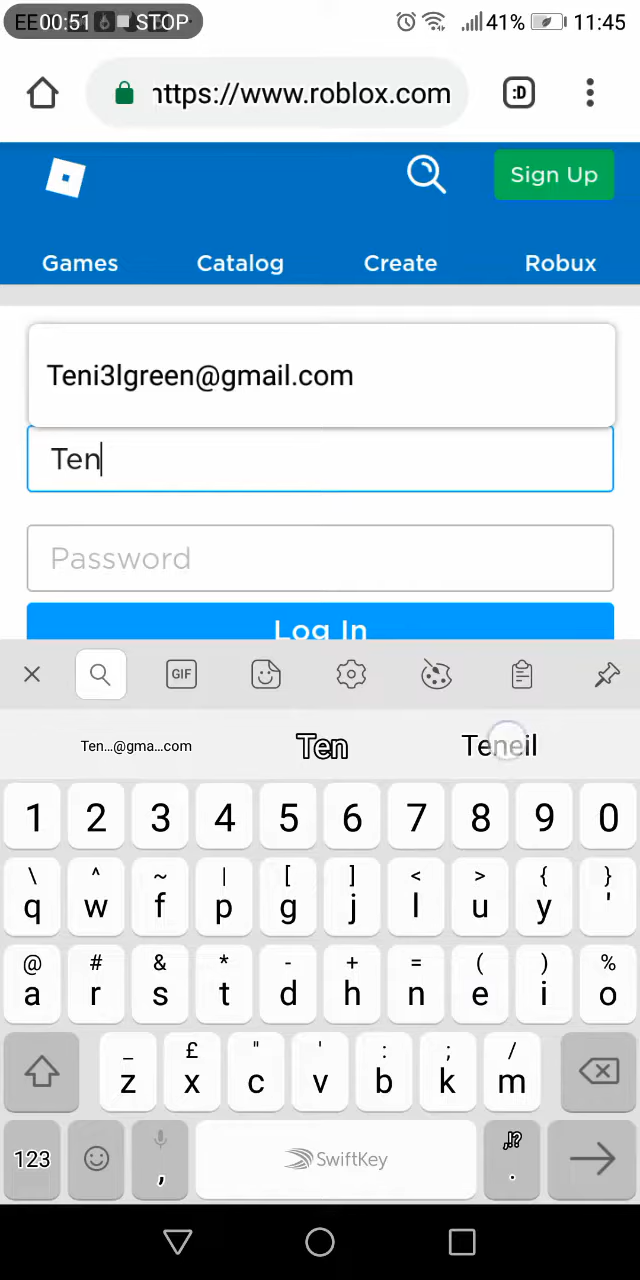 EE 00:51 STOP 41% 11:45
https://www.roblox.com :D
Sign Up
Games Catalog Create Robux
Teni3lgreen@gmail.com
Ten
Password
Log In
GIF
Ten...@gma...com Ten Teneil
1 2 3 4 5 6 7 8 9 0
\ ^ ~ | [ ] < > { }
q w f p g j l u y '
@ # & * - + = ( ) %
a r s t d h n e i o
_ £ " ' : ; /
z x c v b k m
,!?
123 , SwiftKey .